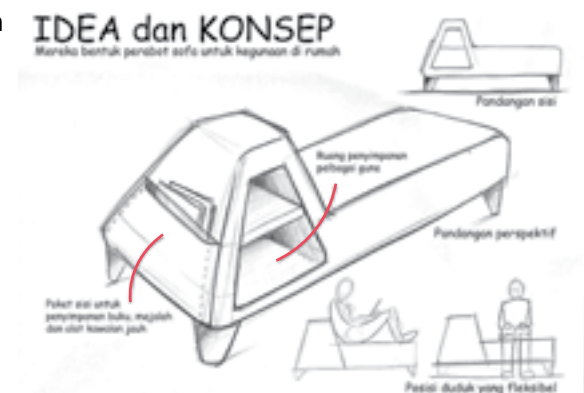 IDEA dan KONSEP
Mereka bentuk perabot sofa untuk kegunaan di rumah
Pandangan sisi
Ruang penyimpanan
pelbagai guna
Pandangan perspektif
Poket sisi untuk
penyimpanan buku, majalah
dan alat kawalan jauh
Posisi duduk yang fleksibel